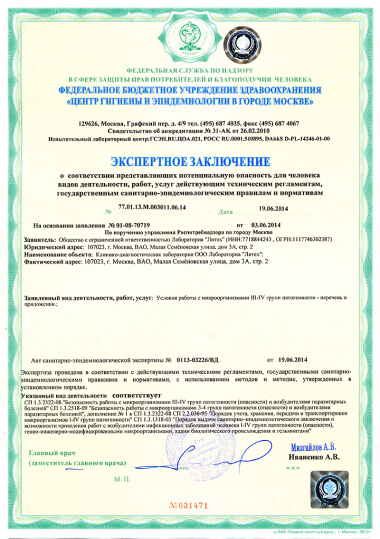 ФЕДЕРАЛЬНАЯ СЛУЖБА ПО НАДЗОРУ
В СФЕРЕ ЗАЩИТЫ ПРАВ ПОТРЕБИТЕЛЕЙ И БЛАГОПОЛУЧИЯ ЧЕЛОВЕКА
ФЕДЕРАЛЬНОЕ БЮДЖЕТНОЕ УЧРЕЖДЕНИЕ ЗДРАВООХРАНЕНИЯ
«ЦЕНТР ГИГИЕНЫ И ЭПИДЕМИОЛОГИИ В ГОРОДЕ МОСКВЕ»
129626, Москва, Графский пер. д. 4/9 тел. (495) 687 4035, факс (495) 687 4067
Свидетельство об аккредитации № 31-АК от 26.02.2010
Испытательный лабораторный центр:ГСЭН.RU.ЦОА.021, РОСС RU.0001.510895, DAkkS D-PL-14246-01-00
ЭКСПЕРТНОЕ ЗАКЛЮЧЕНИЕ
о соответствии представляющих потенциальную опасность для человека
видов деятельности, работ, услуг действующим техническим регламентам,
государственным санитарно-эпидемиологическим правилам и нормативам
№ 77.01.13.М.003011.06.14 Дата 19.06.2014
На основании заявления № 01-08-70719 от 03.06.2014
По поручению управления Роспотребнадзора по городу Москве
Заявитель: Общество с ограниченной ответственностью Лаборатория "Литех" (ИНН:7718844243 , ОГРН:1117746302387)
Юридический адрес: 107023, г. Москва, ВАО, Малая Семёновская улица, дом 3А, стр. 2
Наименование объекта: Клинико-диагностическая лаборатория ООО Лаборатория "Литех";
Фактический адрес: 107023, г. Москва, ВАО, Малая Семёновская улица, дом 3А, стр. 2
Заявленный вид деятельности, работ, услуг: Условия работы с микроорганизмами III-IV групп патогенности - перечень в
приложении.;
Акт санитарно-эпидемиологической экспертизы № 0113-03226/ВД от 19.06.2014
Экспертиза проведена в соответствии с действующими техническими регламентами, государственными санитарно-
эпидемиологическими правилами и нормативами, с использованием методов и методик, утвержденных в
установленном порядке.
Указанный вид деятельности соответствует
СП 1.3.2322-08 "Безопасность работы с микроорганизмами III-IV групп патогенности (опасности) и возбудителями паразитарных
болезней" СП 1.3.2518-09 "Безопасность работы с микроорганизмами 3-4 групп патогенности (опасности) и возбудителями
паразитарных болезней", дополнение № 1 к СП 1.3.2322-08 СП 1.2.036-95 "Порядок учета, хранения, передачи и транспортировки
микроорганизмов I-IV групп патогенности" СП 1.3.1318-03 "Порядок выдачи санитарно-эпидемиологического заключения о
возможности проведения работ с возбудителями инфекционных заболеваний человека I-IV групп патогенности (опасности),
генно-инженерно-модифицированными микроорганизмами, ядами биологического происхождения и гельминтами"
Главный врач
(заместитель главного врача)
Мизгайлов А.В.
Иваненко А.В.
М. П.
№031471